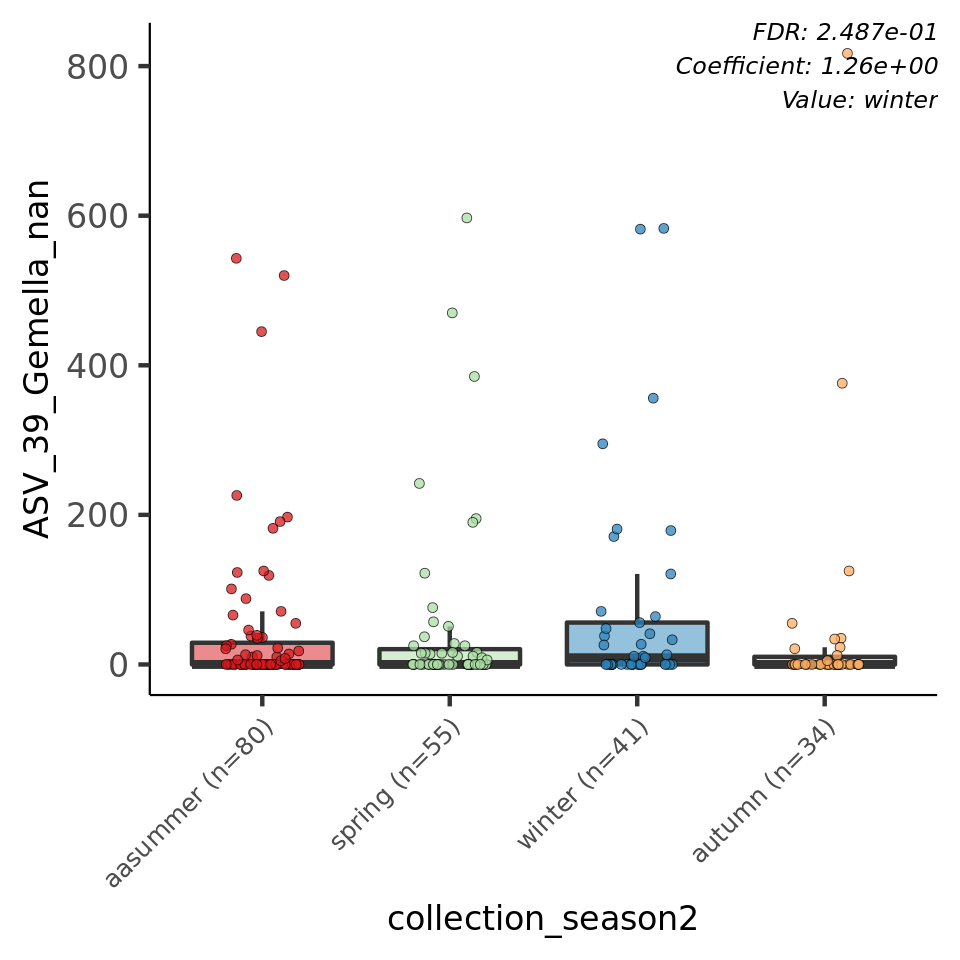 FDR: 2.487e-01
Coefficient: 1.26e+00
Value: winter
ASV_39_Gemella_nan
800
600
400
200
0
aasummer (n=80)
spring (n=55)
winter (n=41)
autumn (n=34)
collection_season2